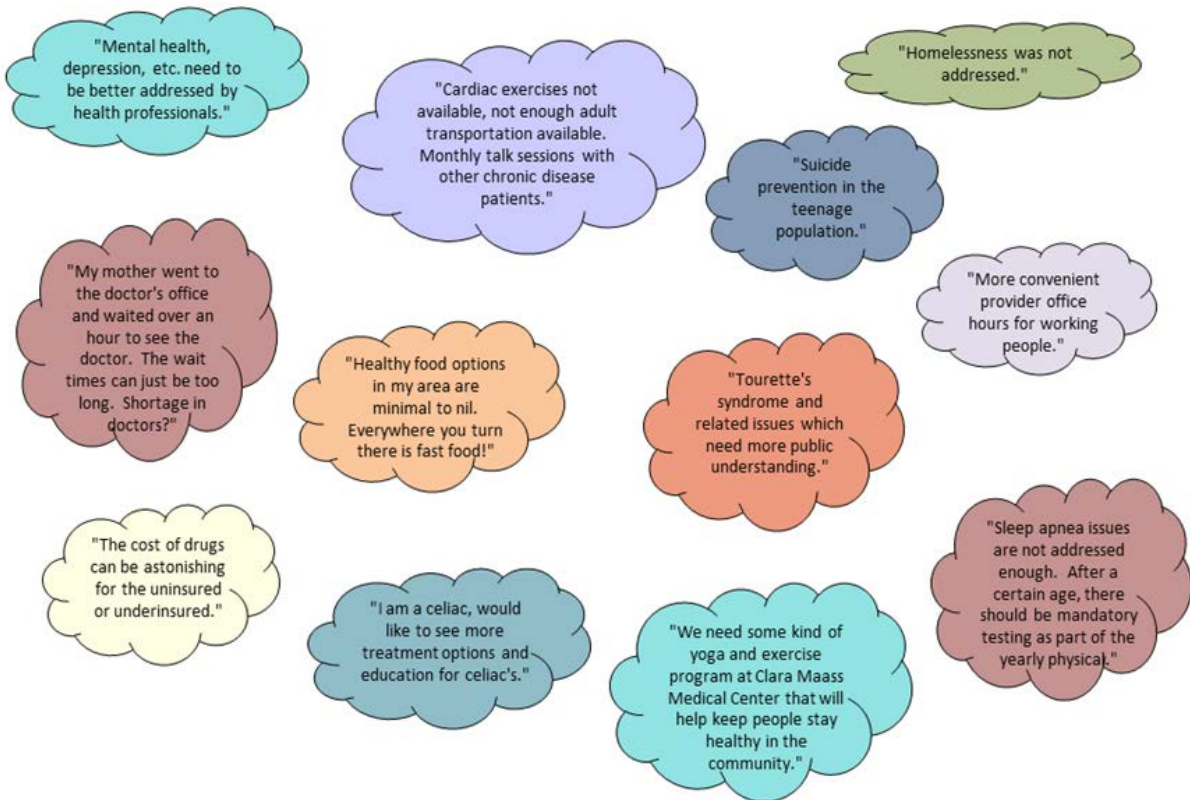 "Mental health,
depression, etc. need to
be better addressed by
health professionals."
"Cardiac exercises not
available, not enough adult
transportation available.
Monthly talk sessions with
other chronic disease
patients."
"Homelessness was not
addressed."
"Suicide
prevention in the
teenage
population."
"My mother went to
the doctor's office
and waited over an
hour to see the
doctor. The wait
times can just be too
long. Shortage in
doctors?"
"Healthy food options
in my area are
minimal to nil.
Everywhere you turn
there is fast food!"
"Tourette's
syndrome and
related issues which
need more public
understanding."
"More convenient
provider office
hours for working
people."
"The cost of drugs
can be astonishing
for the uninsured
or underinsured."
"I am a celiac, would
like to see more
treatment options and
education for celiac's."
"We need some kind of
yoga and exercise
program at Clara Maass
Medical Center that will
help keep people stay
healthy in the
community."
"Sleep apnea issues
are not addressed
enough. After a
certain age, there
should be mandatory
testing as part of the
yearly physical."